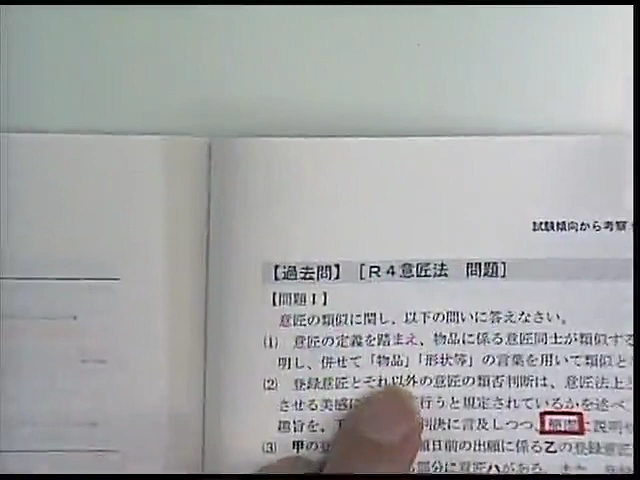 試験傾向から考察
【過去問】［R４意匠法　問題］
【問題Ⅰ】
意匠の類似に関し、以下の問いに答えなさい。
(1) 意匠の定義を踏まえ、物品に係る意匠同士が類似する
明し、併せて「物品」「形状等」の言葉を用いて類似と
(2) 登録意匠とそれ以外の意匠の類否判断は、意匠法上
させる美感に 行うと規定されているかを述べ
趣旨を、 判決に言及しつつ、 に説明
(3) 甲の 願日前の出願に係る乙の登録意匠
部分に意匠ハがある。また、登録